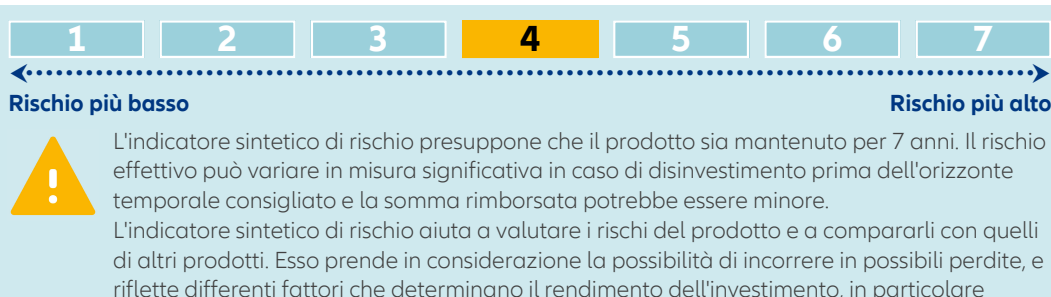 1 2 3 4 5 6 7
Rischio più basso Rischio più alto
L'indicatore sintetico di rischio presuppone che il prodotto sia mantenuto per 7 anni. Il rischio
effettivo può variare in misura significativa in caso di disinvestimento prima dell'orizzonte
temporale consigliato e la somma rimborsata potrebbe essere minore.
L'indicatore sintetico di rischio aiuta a valutare i rischi del prodotto e a compararli con quelli
di altri prodotti. Esso prende in considerazione la possibilità di incorrere in possibili perdite, e
riflette differenti fattori che determinano il rendimento dell'investimento, in particolare